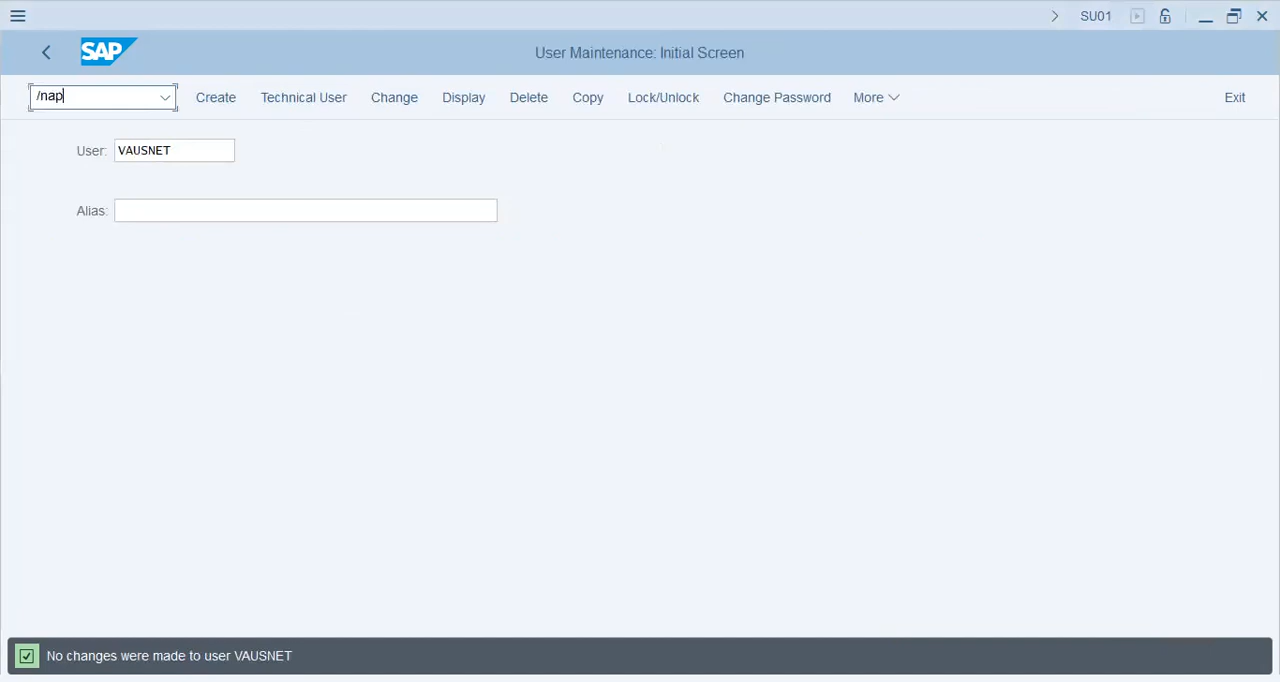 SU01
SAP
User Maintenance: Initial Screen
/nap Create Technical User Change Display Delete Copy Lock/Unlock Change Password More Exit
User: VAUSNET
Alias:
No changes were made to user VAUSNET